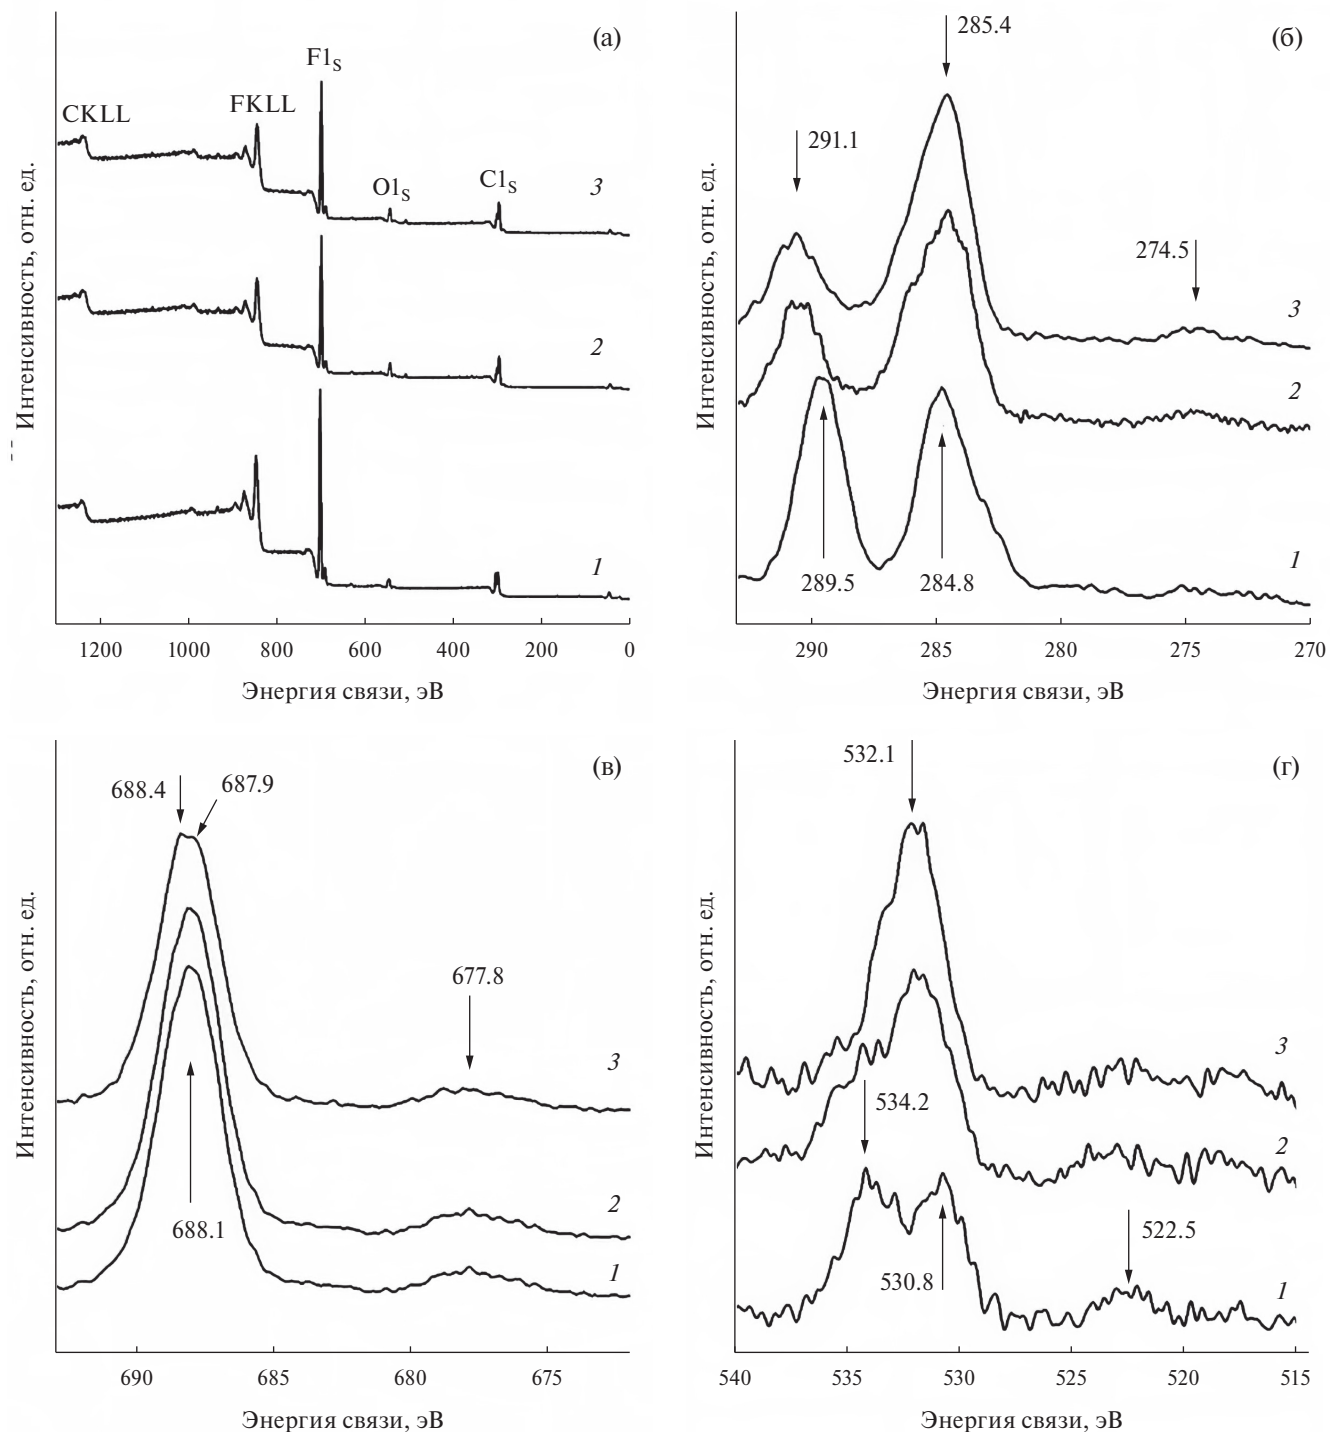 (а)
F1s
CKLL
FKLL
O1s
C1s
3
2
1
Интенсивность, отн. ед.
1200 1000 800 600 400 200 0
Энергия связи, эВ
(б)
285.4
291.1
274.5
3
2
1
289.5 284.8
Интенсивность, отн. ед.
290 285 280 275 270
Энергия связи, эВ
(в)
688.4 687.9
677.8
3
2
1
688.1
Интенсивность, отн. ед.
690 685 680 675
Энергия связи, эВ
(г)
532.1
3
534.2
2
522.5
530.8
1
Интенсивность, отн. ед.
540 535 530 525 520 515
Энергия связи, эВ